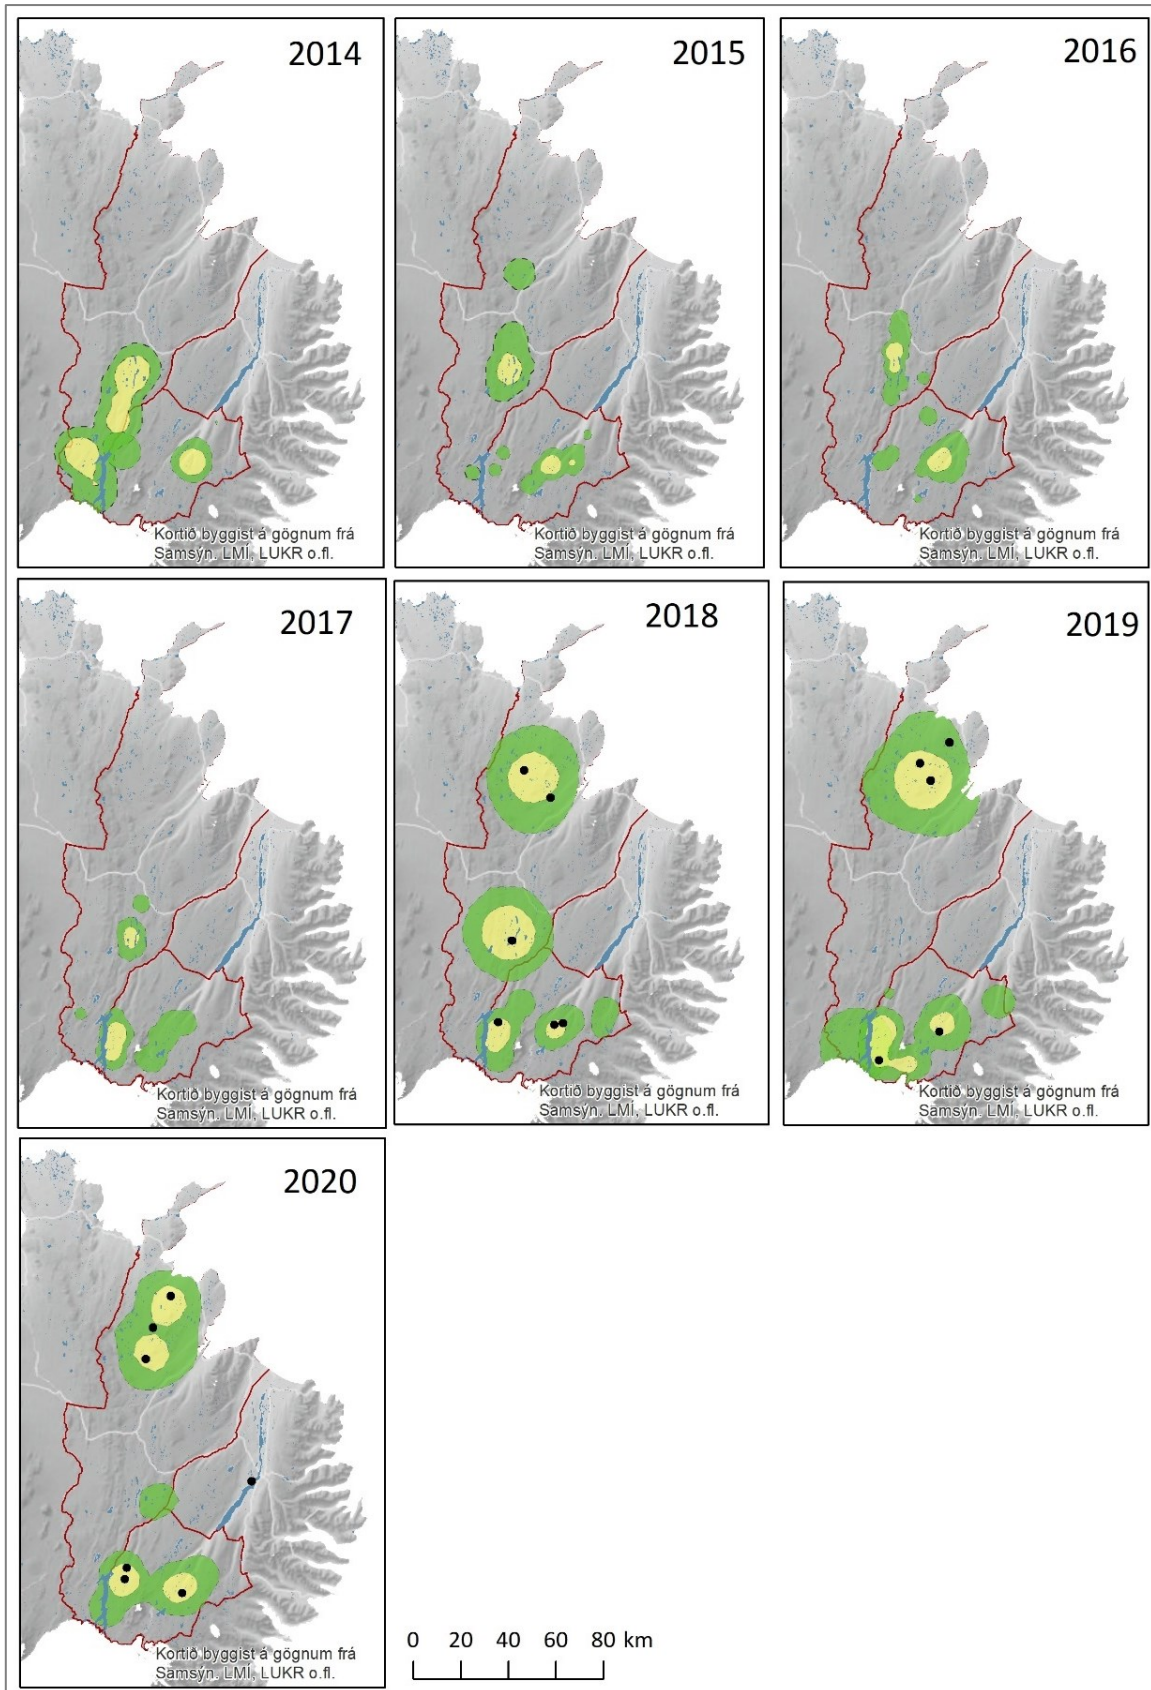 2014
Kortið byggist á gögnum frá
Samsýn. LMÍ, LUKR o.fl.
2015
Kortið byggist á gögnum frá
Samsýn. LMÍ, LUKR o.fl.
2016
Kortið byggist á gögnum frá
Samsýn. LMÍ, LUKR o.fl.
2017
Kortið byggist á gögnum frá
Samsýn. LMÍ, LUKR o.fl.
2018
Kortið byggist á gögnum frá
Samsýn. LMÍ, LUKR o.fl.
2019
Kortið byggist á gögnum frá
Samsýn. LMÍ, LUKR o.fl.
2020
Kortið byggist á gögnum frá
Samsýn. LMÍ, LUKR o.fl.
0 20 40 60 80 km